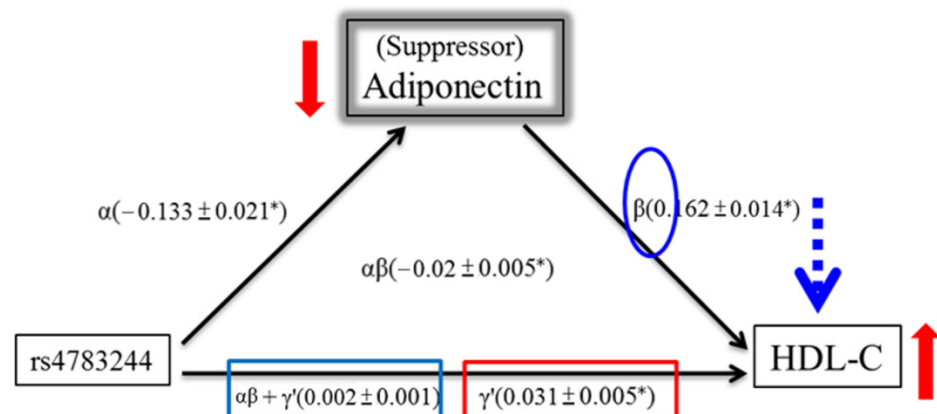 (Suppressor)
Adiponectin
α(−0.133 ± 0.021*)
β(0.162 ± 0.014*)
αβ(−0.02 ± 0.005*)
rs4783244
HDL-C
αβ + γ'(0.002 ± 0.001)
γ'(0.031 ± 0.005*)